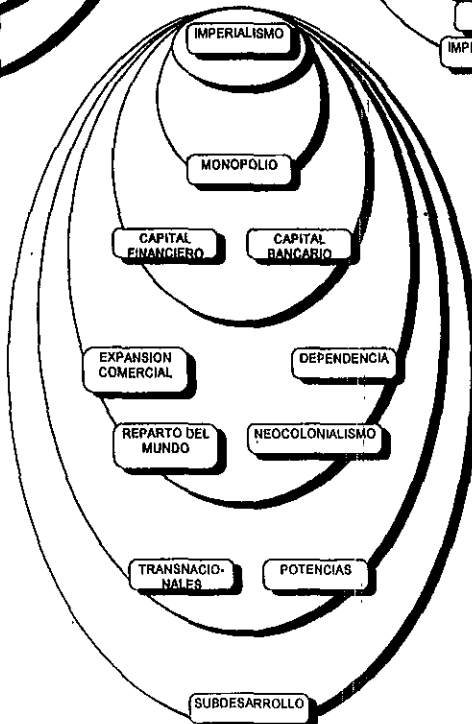 IMPERIALISMO
MONOPOLIO
CAPITAL
FINANCIERO
CAPITAL
BANCARIO
EXPANSION
COMERCIAL
DEPENDENCIA
REPARTO DEL
MUNDO
NEOCOLONIALISMO
TRANSNACIO-
NALES
POTENCIAS
SUBDESARROLLO